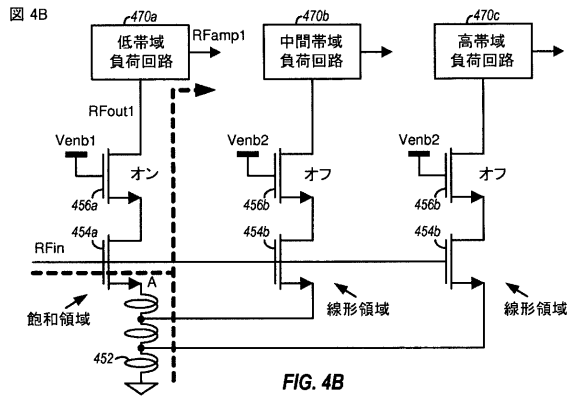 図 4B
470a
低帯域
負荷回路
RFamp1
470b
中間帯域
負荷回路
470c
高帯域
負荷回路
RFout1
Venb1
オン
456a
Venb2
オフ
456b
Venb2
オフ
456b
RFin
454a
454b
454b
A
飽和領域
線形領域
線形領域
452
FIG. 4B